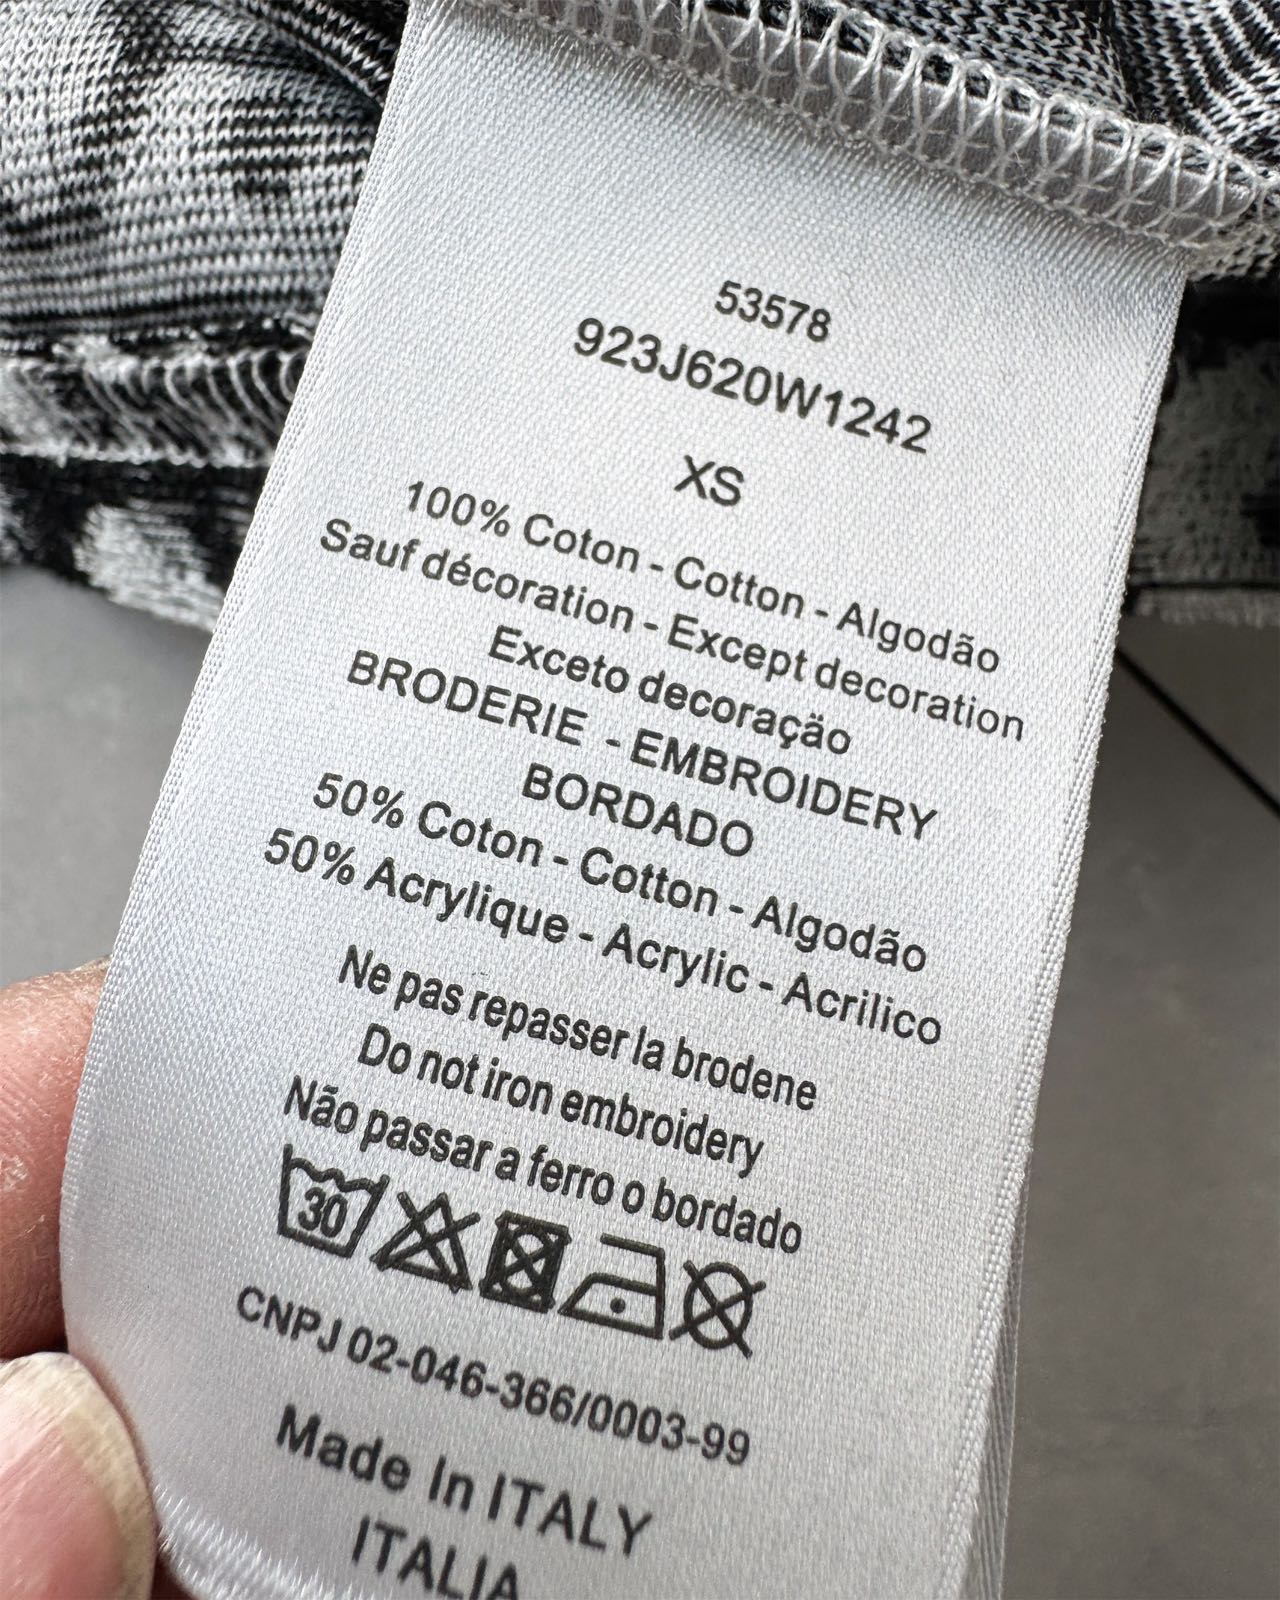 53578
923J620W1242
XS
100% Coton - Cotton - Algodão
Sauf décoration - Except decoration
Exceto decoraçäo
BRODERIE - EMBROIDERY
BORDADO
50% Coton - Cotton - Algodão
50% Acrylique - Acrylic - Acrilico
Ne pas repasser la brodene
Do not iron embroidery
Não passar a ferro o bordado
30
CNPJ 02-046-366/0003-99
Made In ITALY
ITALIA